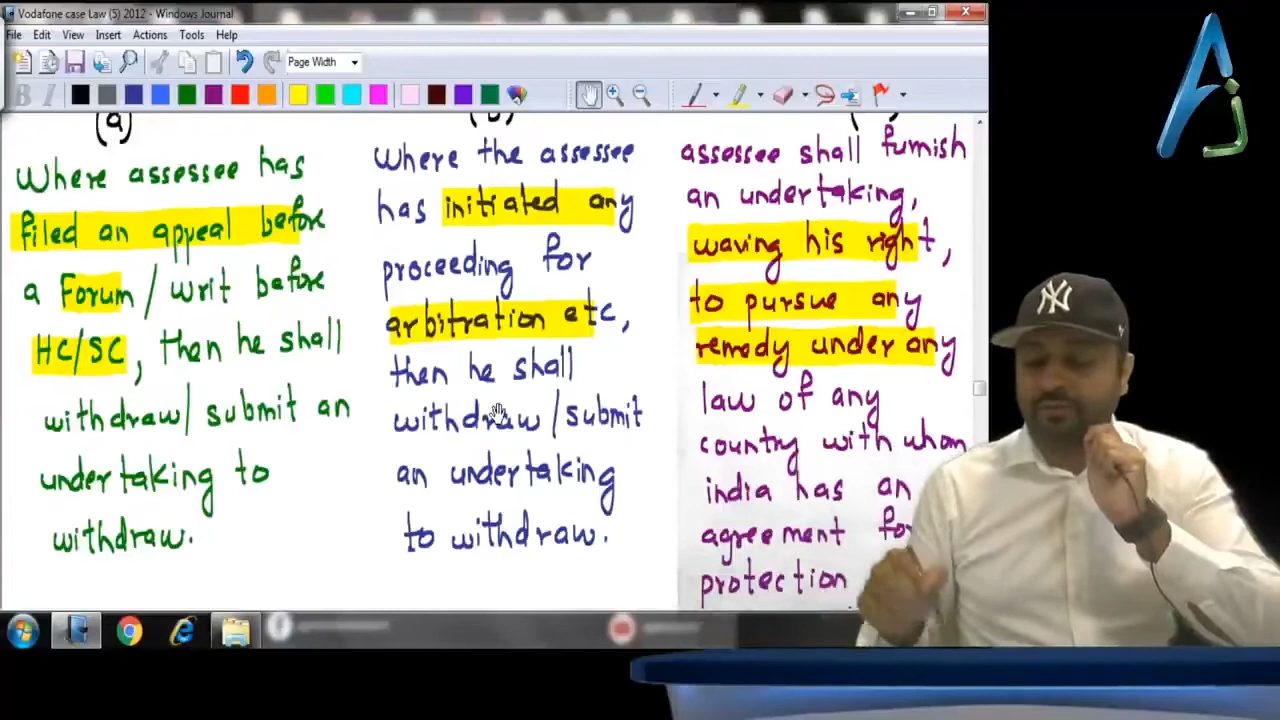 Vodafone case Law (5) 2012 - Windows Journal
File Edit View Insert Actions Tools Help
Page Width
(a)
Where assessee has
filed an appeal before
a Forum / writ before
HC/SC, then he shall
withdraw/ submit an
undertaking to
withdraw.
Where the assessee
has initiated any
proceeding for
arbitration etc,
then he shall
withdraw/submit
an undertaking
to withdraw.
assessee shall furnish
an undertaking,
waving his right,
to pursue any
remedy under any
law of any
country with whom
india has an
agreement for
protection
NY
AJ